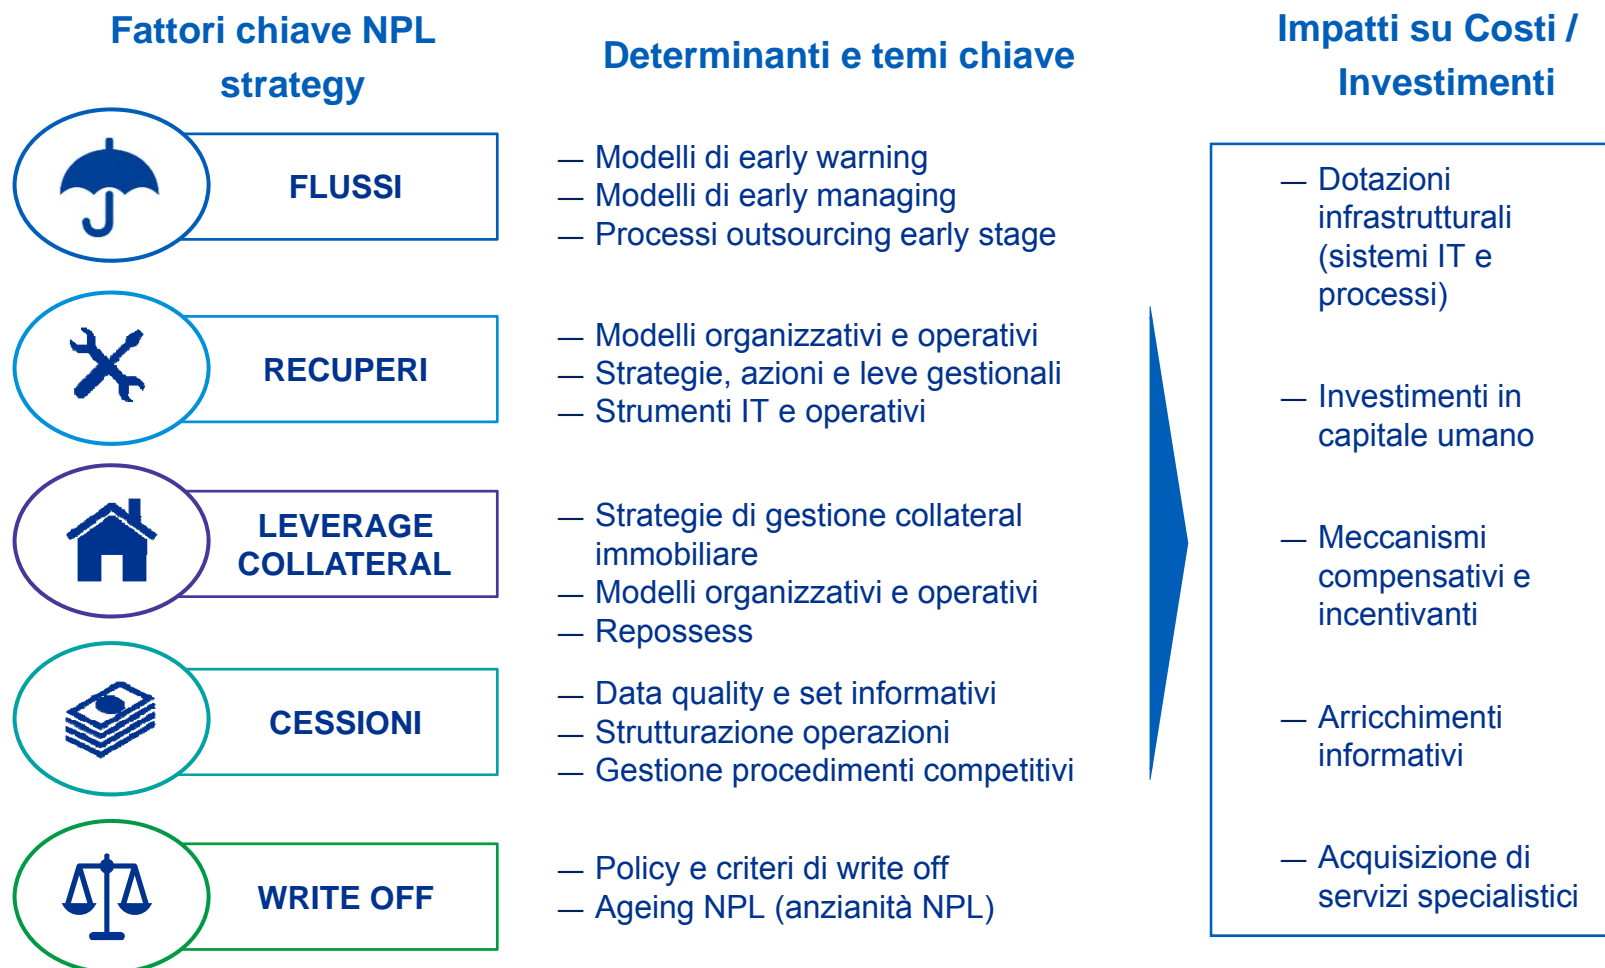 Fattori chiave NPL
strategy
Determinanti e temi chiave
Impatti su Costi /
Investimenti
FLUSSI
— Modelli di early warning
— Modelli di early managing
— Processi outsourcing early stage
RECUPERI
— Modelli organizzativi e operativi
— Strategie, azioni e leve gestionali
— Strumenti IT e operativi
LEVERAGE
COLLATERAL
— Strategie di gestione collateral
immobiliare
— Modelli organizzativi e operativi
— Repossess
CESSIONI
— Data quality e set informativi
— Strutturazione operazioni
— Gestione procedimenti competitivi
WRITE OFF
— Policy e criteri di write off
— Ageing NPL (anzianità NPL)
— Dotazioni
infrastrutturali
(sistemi IT e
processi)
— Investimenti in
capitale umano
— Meccanismi
compensativi e
incentivanti
— Arricchimenti
informativi
— Acquisizione di
servizi specialistici